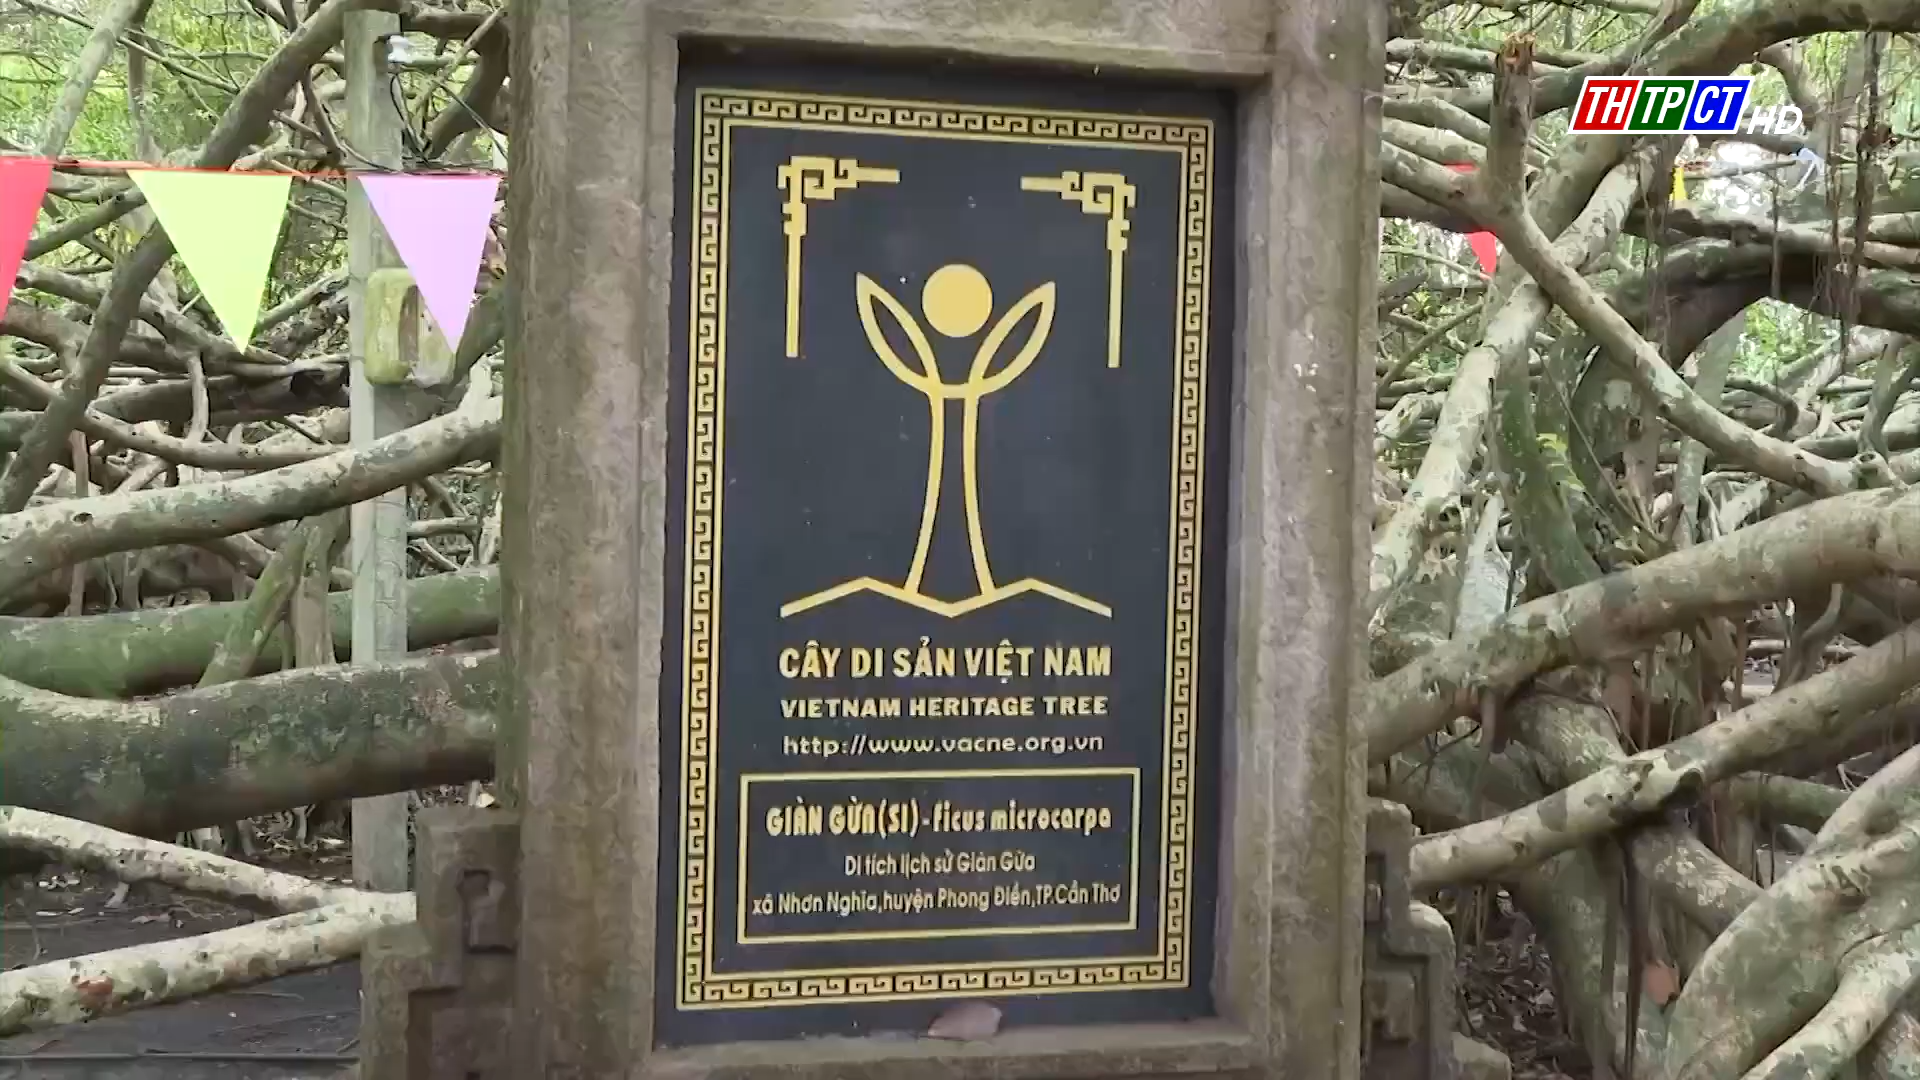 THTPCT HD
CÂY DI SẢN VIỆT NAM
VIETNAM HERITAGE TREE
http://www.vacne.org.vn
GIÀN GỪA(SI)-ficus microcarpa
Di tích lịch sử Giàn Gừa
xã Nhơn Nghĩa,huyện Phong Điền,TP.Cần Thơ